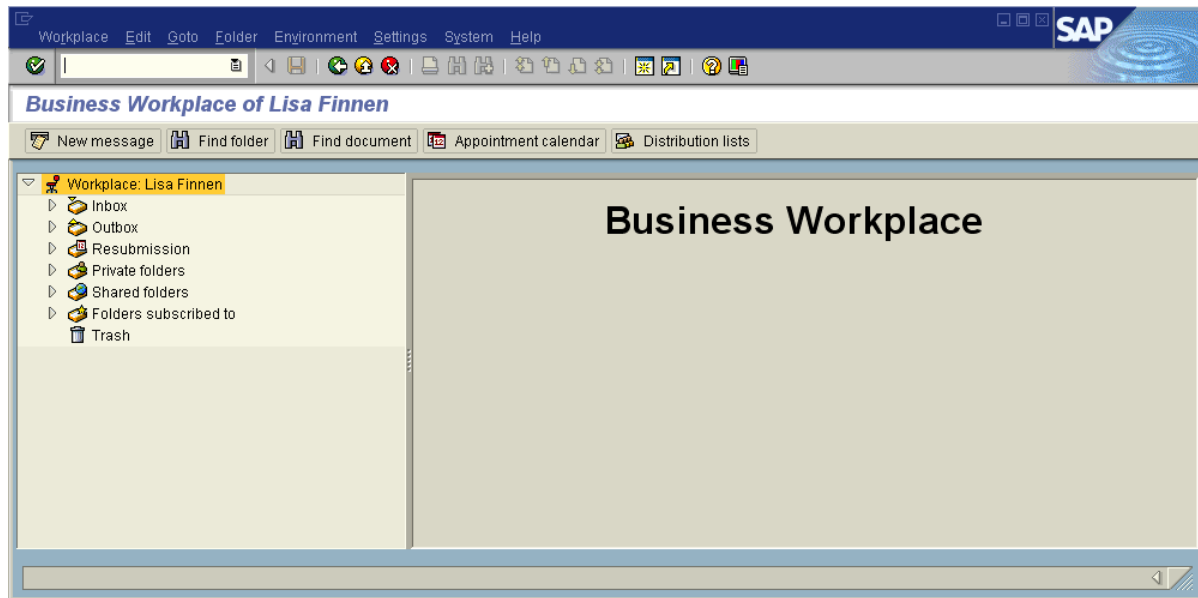 Workplace Edit Goto Folder Environment Settings System Help
SAP
Business Workplace of Lisa Finnen
New message Find folder Find document 12 Appointment calendar Distribution lists
Workplace: Lisa Finnen
Inbox
Outbox
Resubmission
Private folders
Shared folders
Folders subscribed to
Trash
Business Workplace